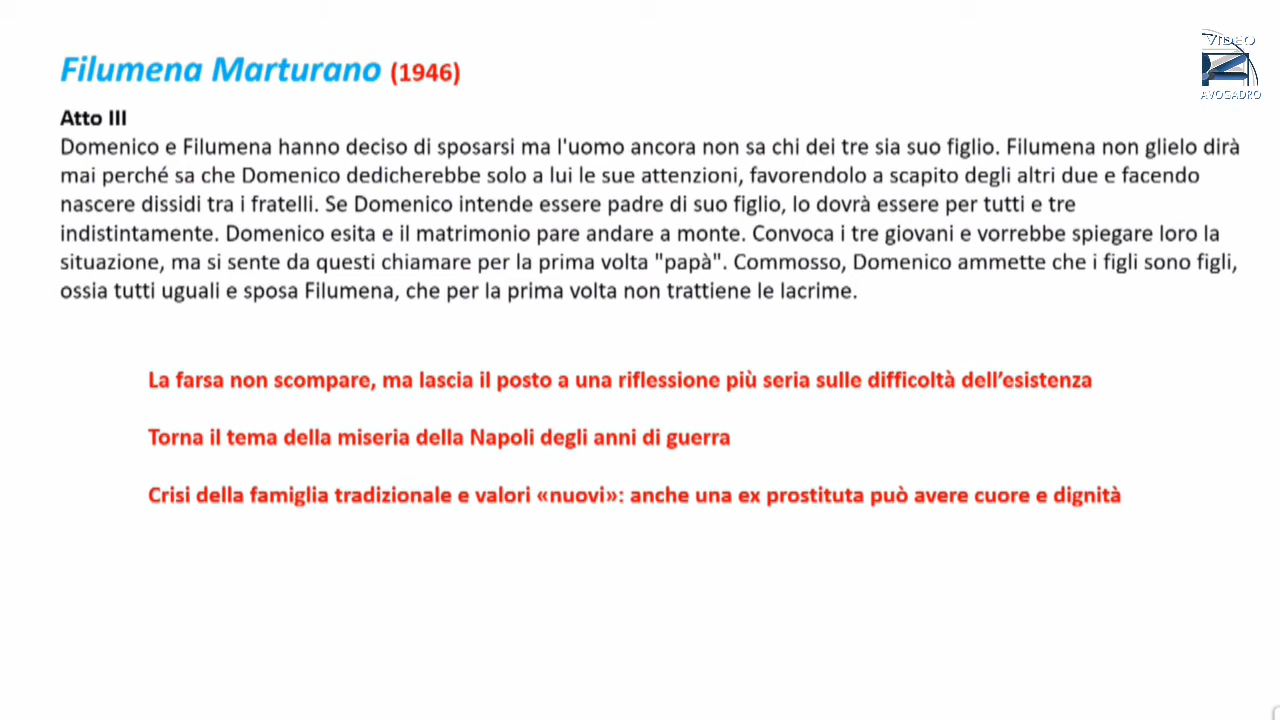 VIDEO
AVOGADRO
Filumena Marturano (1946)
Atto III
Domenico e Filumena hanno deciso di sposarsi ma l'uomo ancora non sa chi dei tre sia suo figlio. Filumena non glielo dirà
mai perché sa che Domenico dedicherebbe solo a lui le sue attenzioni, favorendolo a scapito degli altri due e facendo
nascere dissidi tra i fratelli. Se Domenico intende essere padre di suo figlio, lo dovrà essere per tutti e tre
indistintamente. Domenico esita e il matrimonio pare andare a monte. Convoca i tre giovani e vorrebbe spiegare loro la
situazione, ma si sente da questi chiamare per la prima volta "papà". Commosso, Domenico ammette che i figli sono figli,
ossia tutti uguali e sposa Filumena, che per la prima volta non trattiene le lacrime.
La farsa non scompare, ma lascia il posto a una riflessione più seria sulle difficoltà dell’esistenza
Torna il tema della miseria della Napoli degli anni di guerra
Crisi della famiglia tradizionale e valori «nuovi»: anche una ex prostituta può avere cuore e dignità